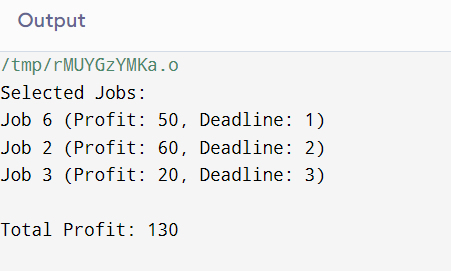 Output
/tmp/rMUYGzYMKa.o
Selected Jobs:
Job 6 (Profit: 50, Deadline: 1)
Job 2 (Profit: 60, Deadline: 2)
Job 3 (Profit: 20, Deadline: 3)
Total Profit: 130